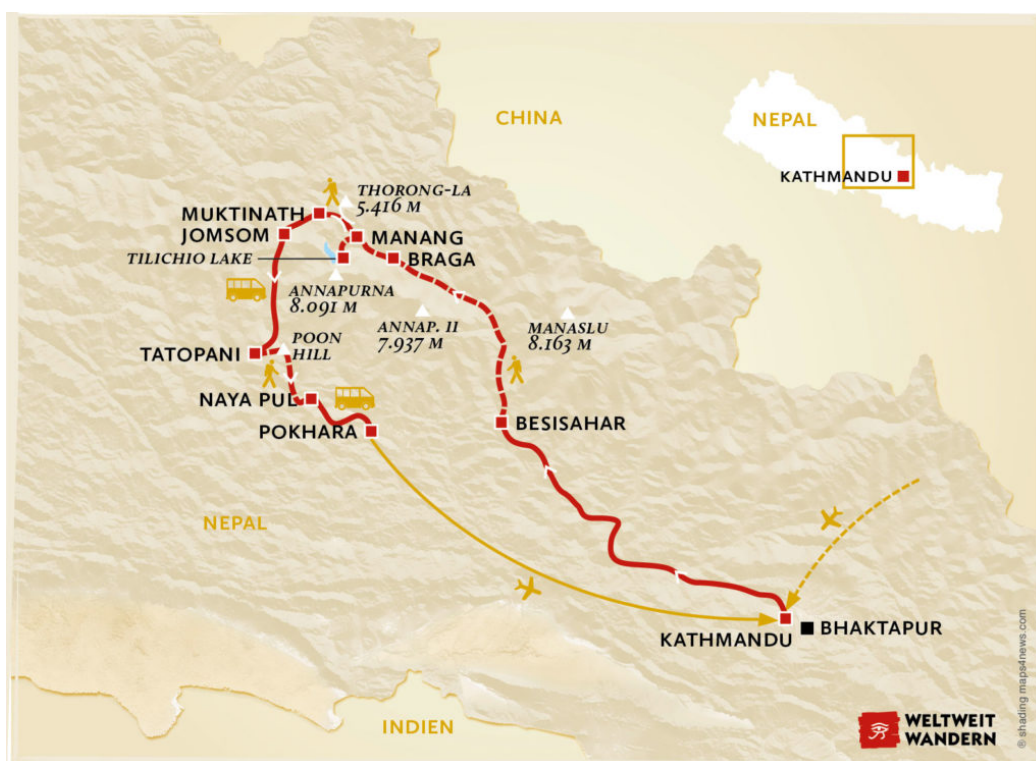 CHINA
NEPAL
KATHMANDU
THORONG-LA
5.416 M
MUKTINATH
JOMSOM
MANANG
TILICHIO LAKE
BRAGA
ANNAPURNA
8.091 M
ANNAP. II
7.937 M
MANASLU
8.163 M
POON
HILL
TATOPANI
NAYA PUL
POKHARA
BESISAHAR
NEPAL
KATHMANDU
BHAKTAPUR
INDIEN
WELTWEIT
WANDERN
© shading maps4news.com